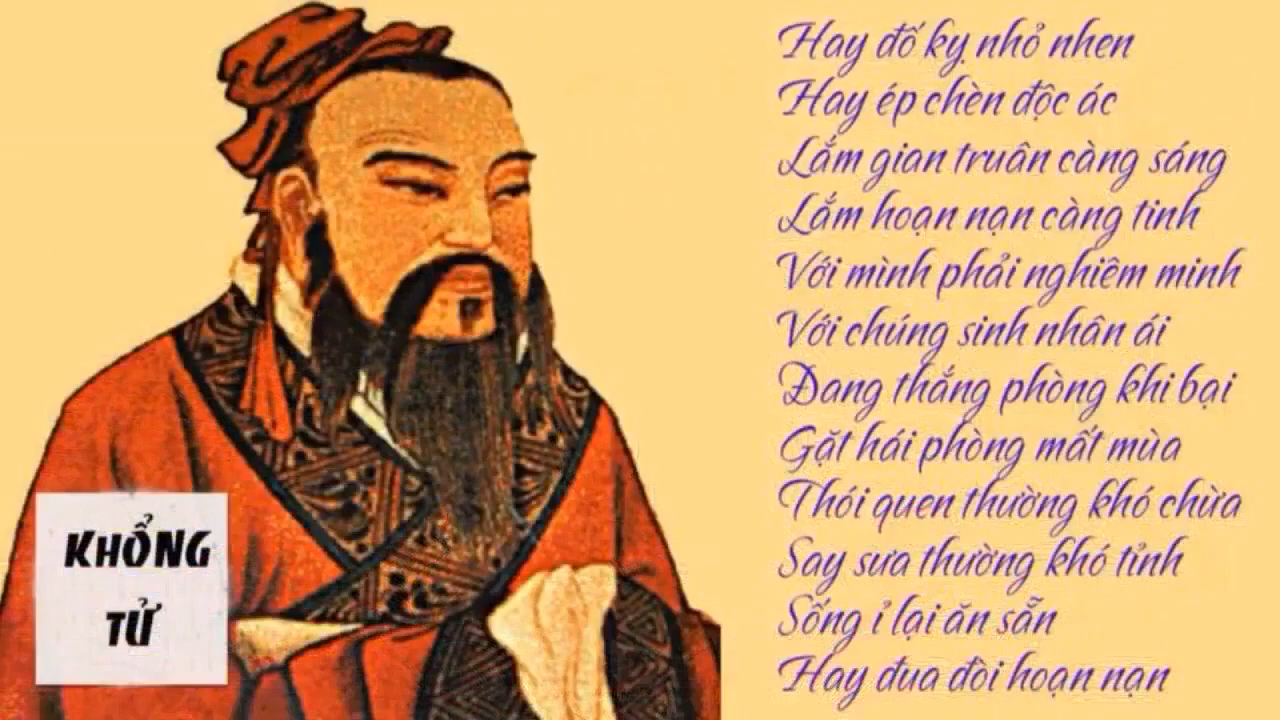 Hay đố kỵ nhỏ nhen
Hay ép chèn độc ác
Lắm gian truân càng sáng
Lắm hoạn nạn càng tinh
Với mình phải nghiêm minh
Với chúng sinh nhân ái
Đang thắng phòng khi bại
Gặt hái phòng mất mùa
Thói quen thường khó chừa
Say sưa thường khó tỉnh
Sống ỉ lại ăn sẵn
Hay đua đòi hoạn nạn
KHỔNG
TỬ